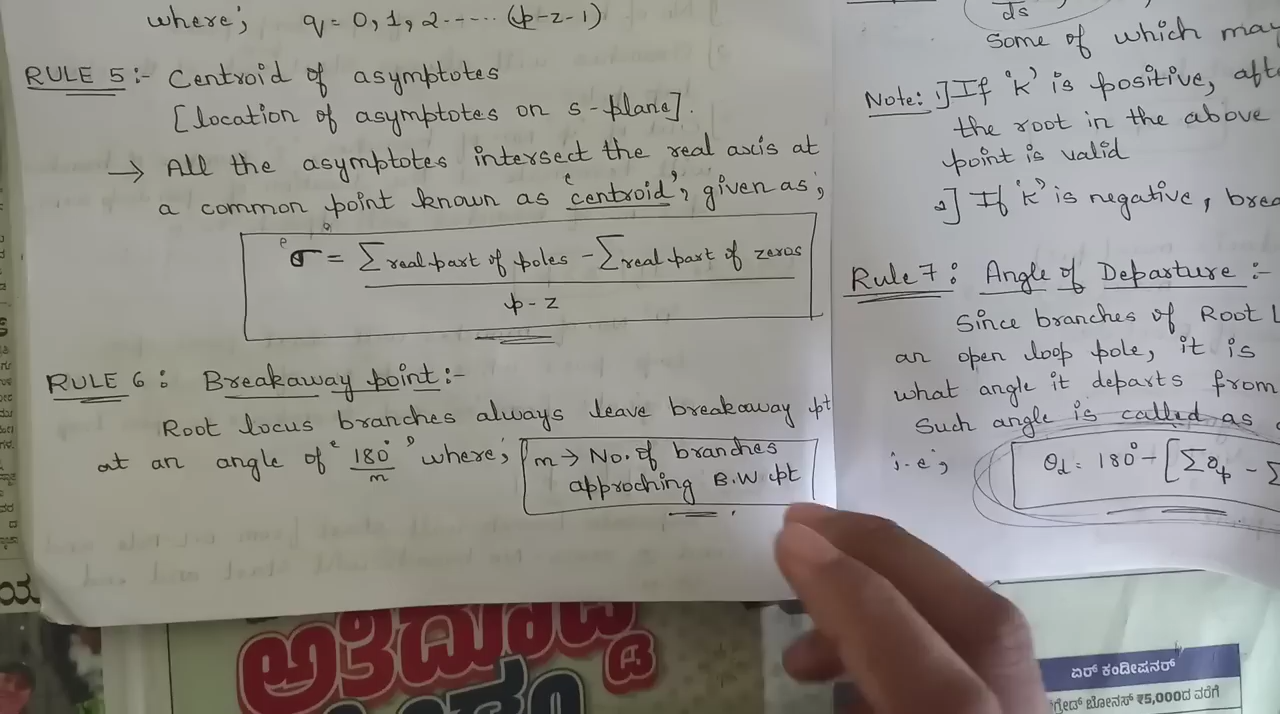 where; q = 0, 1, 2 ----- (p-z-1)
RULE 5:- Centroid of asymptotes
[location of asymptotes on s-plane].
→ All the asymptotes intersect the real axis at
a common point known as 'centroid', given as;
σ = Σ real part of poles - Σ real part of zeros
p - z
RULE 6: Breakaway point:-
Root locus branches always leave breakaway pt
at an angle of "180°/m" where; m → No. of branches
approching B.W pt
ds
Some of which may
Note: 1] If 'K' is positive, afte
the root in the above
point is valid
2] If 'K' is negative, brea
Rule 7: Angle of Departure:-
Since branches of Root L
an open loop pole, it is
what angle it departs from
Such angle is called as
i.e;
θd = 180° - [Σθp - Σ
ಏರ್ ಕಂಡೀಷನರ್
₹5,000ದ ವರೆಗೆ